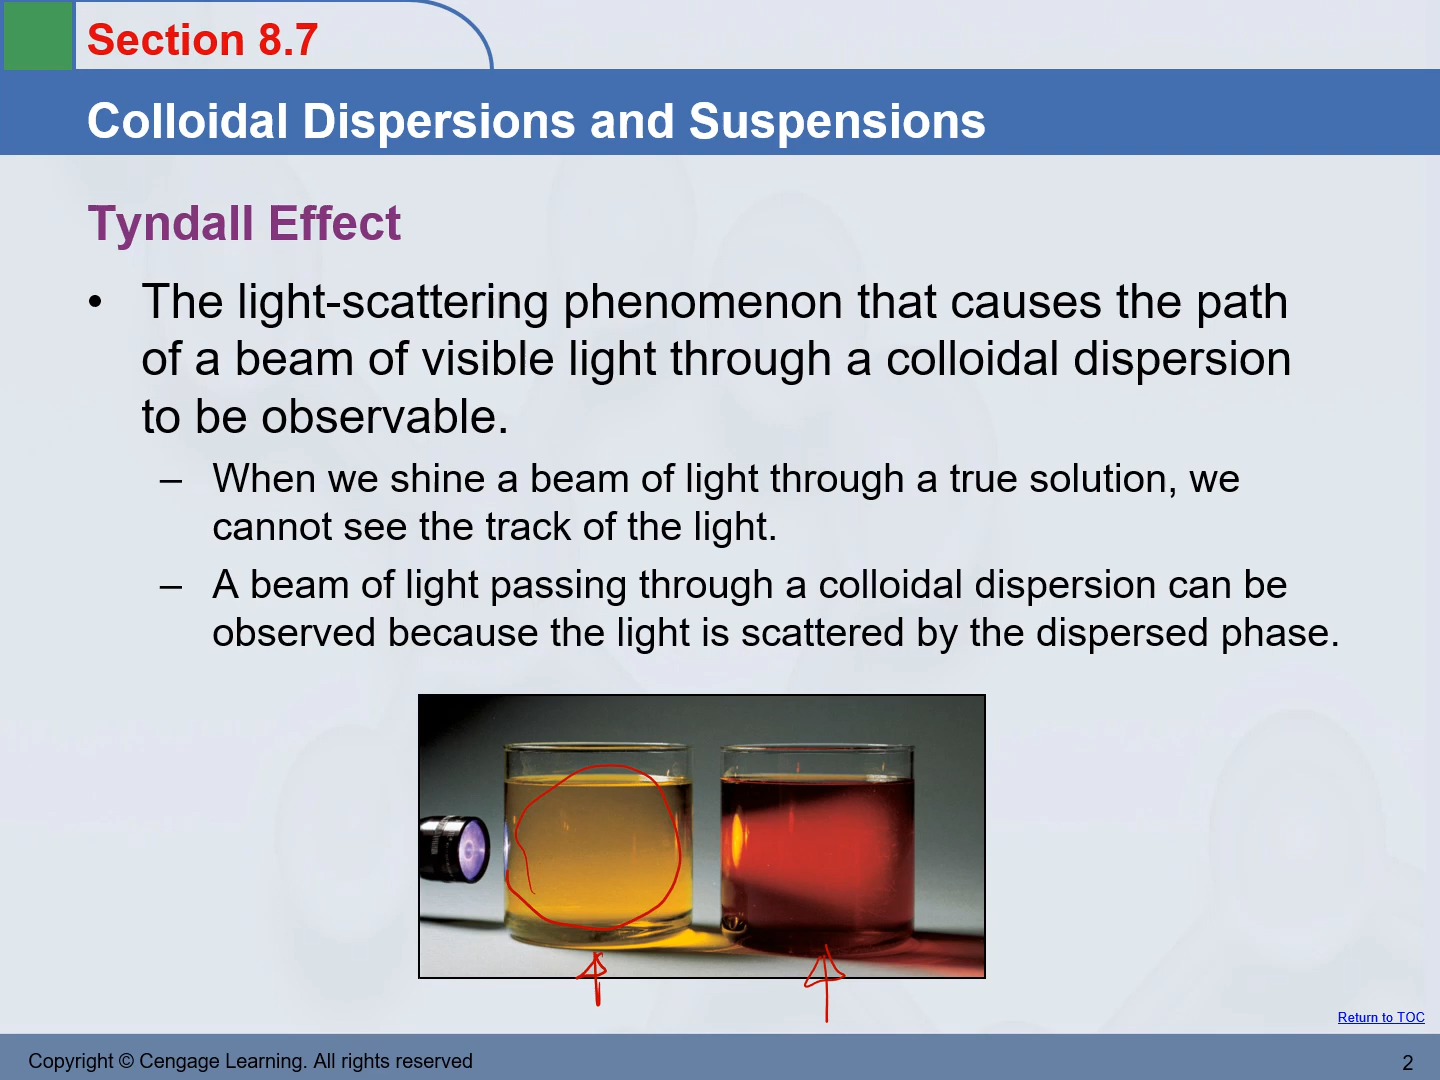 Section 8.7
Colloidal Dispersions and Suspensions
Tyndall Effect
• The light-scattering phenomenon that causes the path
of a beam of visible light through a colloidal dispersion
to be observable.
– When we shine a beam of light through a true solution, we
cannot see the track of the light.
– A beam of light passing through a colloidal dispersion can be
observed because the light is scattered by the dispersed phase.
Return to TOC
Copyright © Cengage Learning. All rights reserved
2